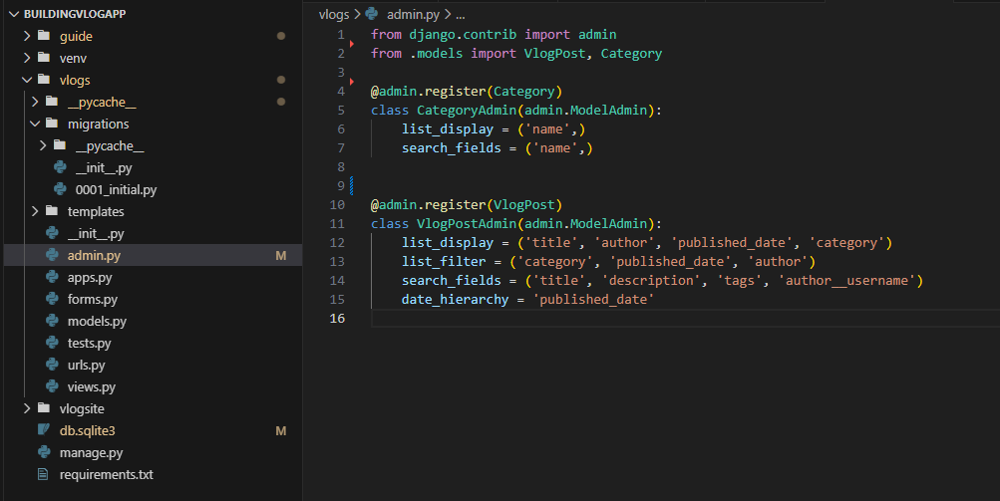 BUILDINGVLOGAPP
guide
venv
vlogs
__pycache__
migrations
__pycache__
__init__.py
0001_initial.py
templates
__init__.py
admin.py M
apps.py
forms.py
models.py
tests.py
urls.py
views.py
vlogsite
db.sqlite3 M
manage.py
requirements.txt
vlogs > admin.py > ...
1 from django.contrib import admin
2 from .models import VlogPost, Category
3
4 @admin.register(Category)
5 class CategoryAdmin(admin.ModelAdmin):
6     list_display = ('name',)
7     search_fields = ('name',)
8
9
10 @admin.register(VlogPost)
11 class VlogPostAdmin(admin.ModelAdmin):
12     list_display = ('title', 'author', 'published_date', 'category')
13     list_filter = ('category', 'published_date', 'author')
14     search_fields = ('title', 'description', 'tags', 'author__username')
15     date_hierarchy = 'published_date'
16